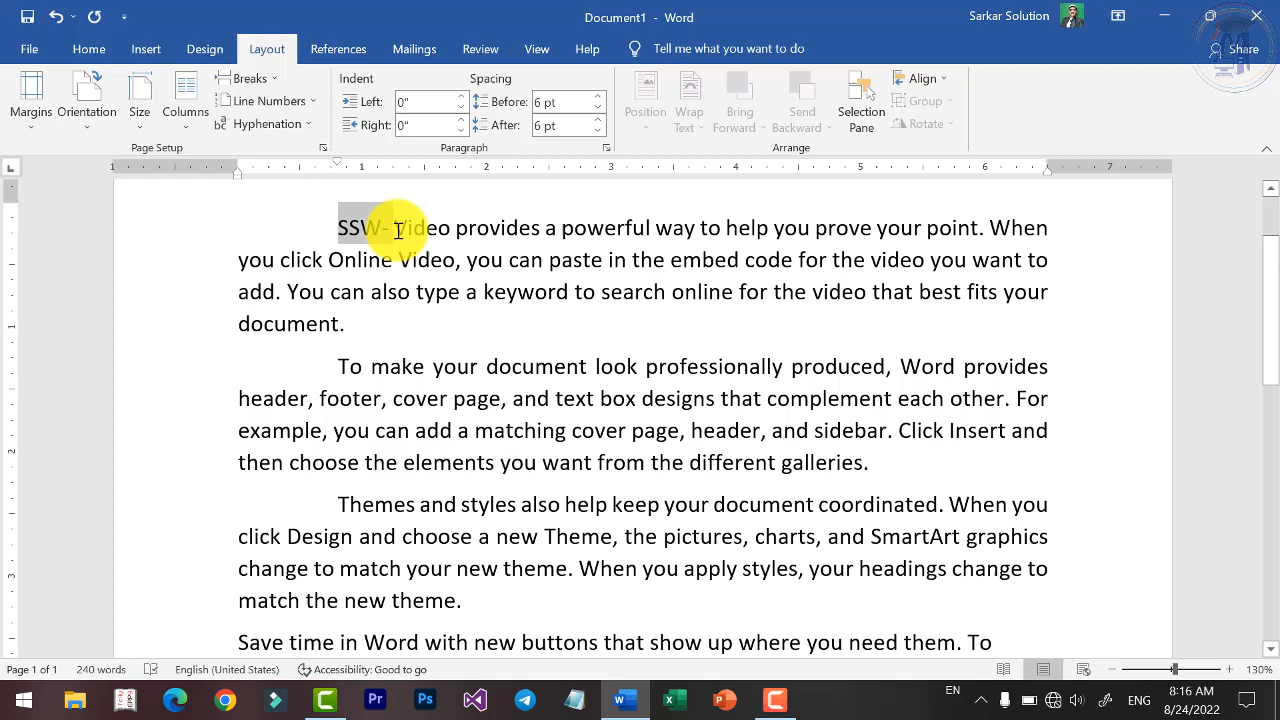 Document1 - Word
Sarkar Solution
File Home Insert Design Layout References Mailings Review View Help Tell me what you want to do Share
Margins
Orientation
Size
Columns
Breaks
Line Numbers
Hyphenation
Page Setup
Indent
Left: 0"
Right: 0"
Spacing
Before: 6 pt
After: 6 pt
Paragraph
Position
Wrap Text
Bring Forward
Send Backward
Selection Pane
Align
Group
Rotate
Arrange
1 1 2 3 4 5 6 7
SSW- Video provides a powerful way to help you prove your point. When
you click Online Video, you can paste in the embed code for the video you want to
add. You can also type a keyword to search online for the video that best fits your
document.
To make your document look professionally produced, Word provides
header, footer, cover page, and text box designs that complement each other. For
example, you can add a matching cover page, header, and sidebar. Click Insert and
then choose the elements you want from the different galleries.
Themes and styles also help keep your document coordinated. When you
click Design and choose a new Theme, the pictures, charts, and SmartArt graphics
change to match your new theme. When you apply styles, your headings change to
match the new theme.
Save time in Word with new buttons that show up where you need them. To
1
2
3
Page 1 of 1 240 words English (United States) Accessibility: Good to go 130%
EN ENG 8:16 AM
8/24/2022